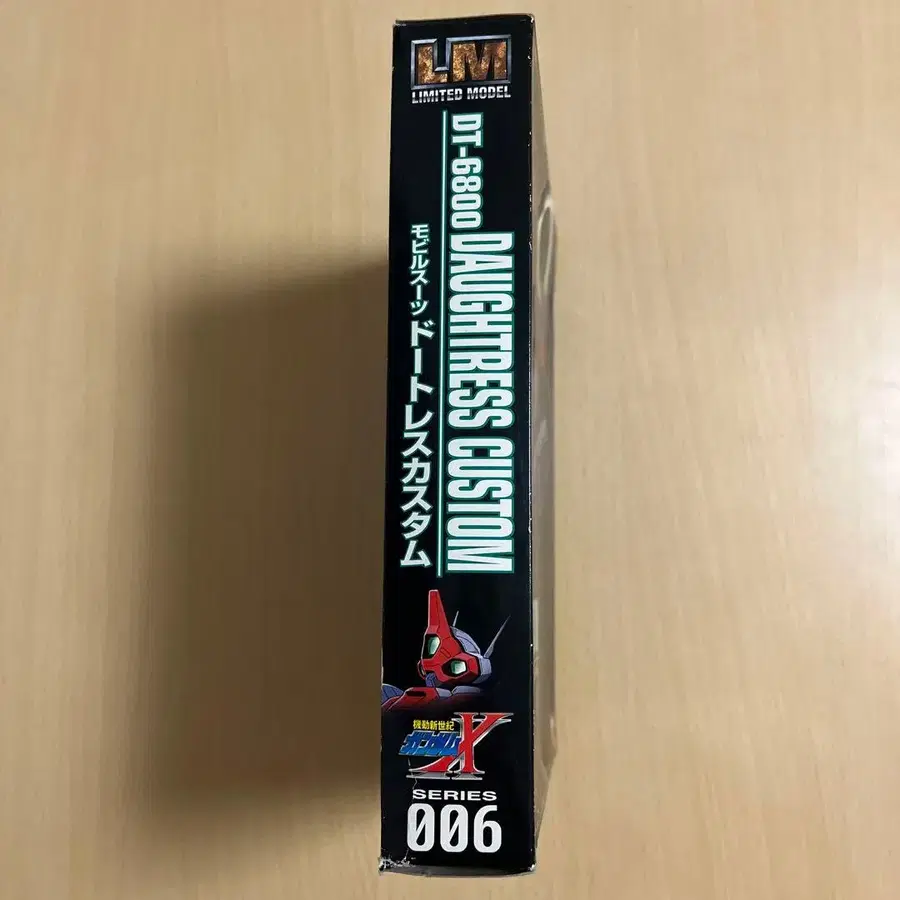 LM
LIMITED MODEL
DT-6800 DAUGHTRESS CUSTOM
モビルスーツ ドートレスカスタム
機動新世紀
ガンダムX
SERIES
006